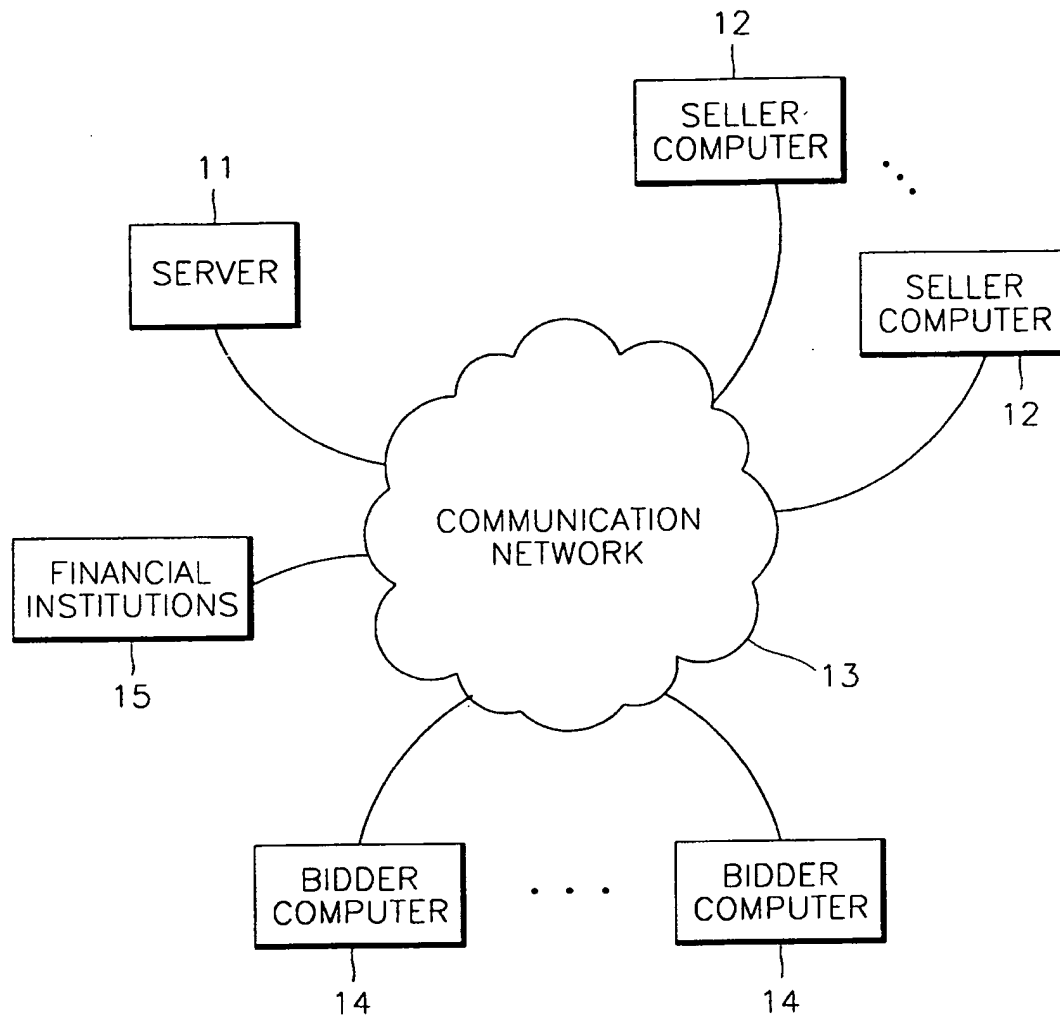 12
SELLER
COMPUTER
11
SERVER
SELLER
COMPUTER
12
COMMUNICATION
NETWORK
FINANCIAL
INSTITUTIONS
15
13
BIDDER
COMPUTER
BIDDER
COMPUTER
14
14